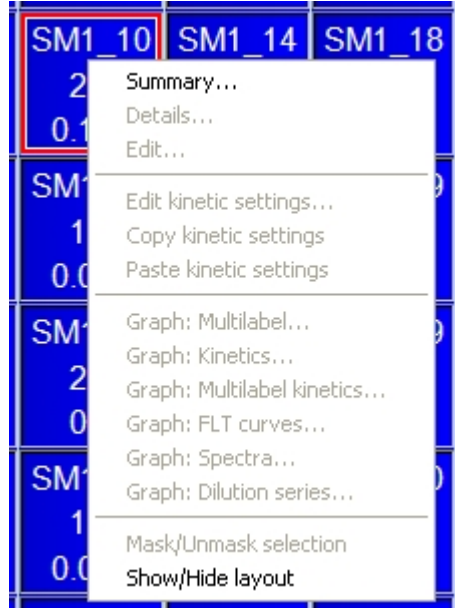 SM1_10 SM1_14 SM1_18
Summary...
Details...
Edit...
Edit kinetic settings...
Copy kinetic settings
Paste kinetic settings
Graph: Multilabel...
Graph: Kinetics...
Graph: Multilabel kinetics...
Graph: FLT curves...
Graph: Spectra...
Graph: Dilution series...
Mask/Unmask selection
Show/Hide layout